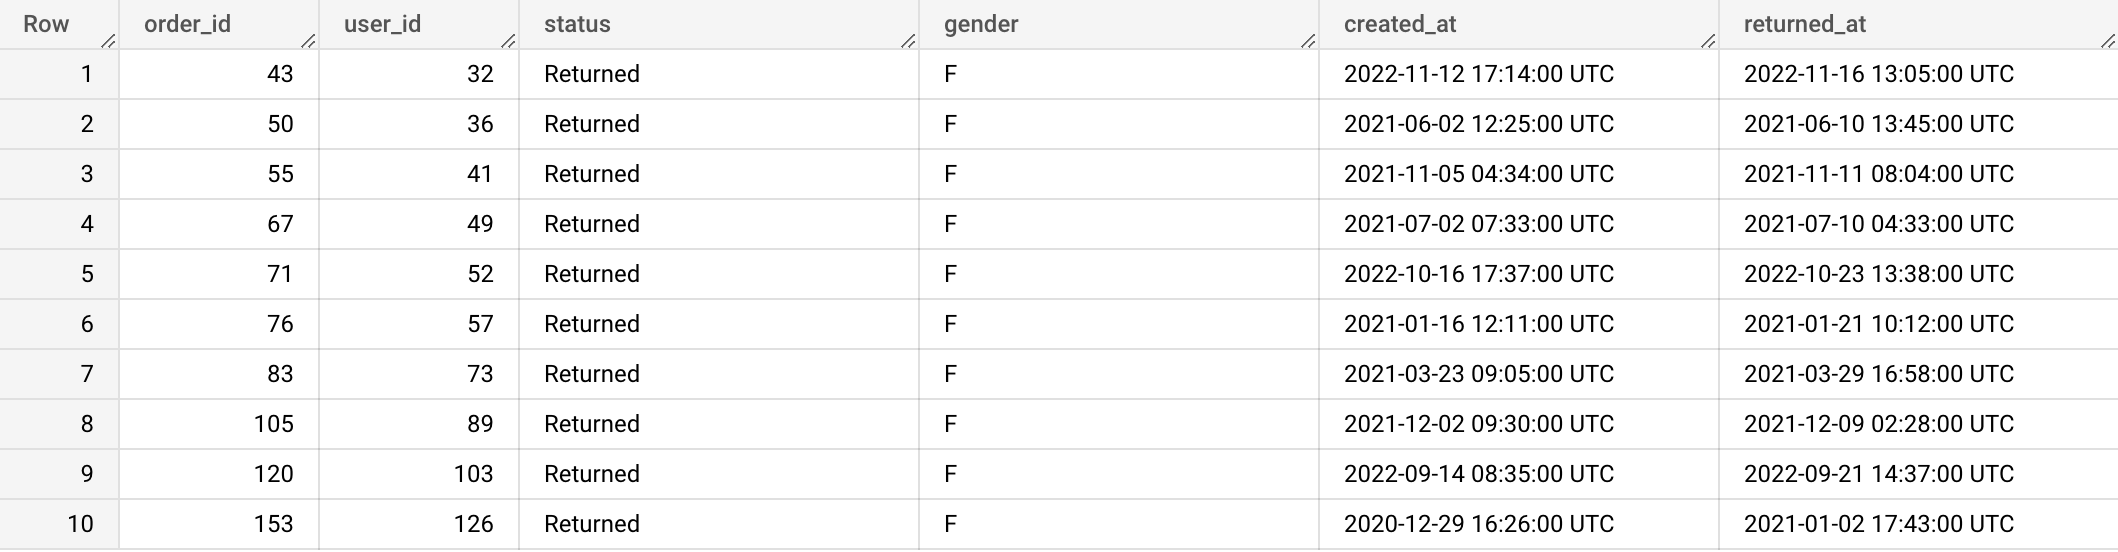 Row order_id user_id status gender created_at returned_at
1 43 32 Returned F 2022-11-12 17:14:00 UTC 2022-11-16 13:05:00 UTC
2 50 36 Returned F 2021-06-02 12:25:00 UTC 2021-06-10 13:45:00 UTC
3 55 41 Returned F 2021-11-05 04:34:00 UTC 2021-11-11 08:04:00 UTC
4 67 49 Returned F 2021-07-02 07:33:00 UTC 2021-07-10 04:33:00 UTC
5 71 52 Returned F 2022-10-16 17:37:00 UTC 2022-10-23 13:38:00 UTC
6 76 57 Returned F 2021-01-16 12:11:00 UTC 2021-01-21 10:12:00 UTC
7 83 73 Returned F 2021-03-23 09:05:00 UTC 2021-03-29 16:58:00 UTC
8 105 89 Returned F 2021-12-02 09:30:00 UTC 2021-12-09 02:28:00 UTC
9 120 103 Returned F 2022-09-14 08:35:00 UTC 2022-09-21 14:37:00 UTC
10 153 126 Returned F 2020-12-29 16:26:00 UTC 2021-01-02 17:43:00 UTC